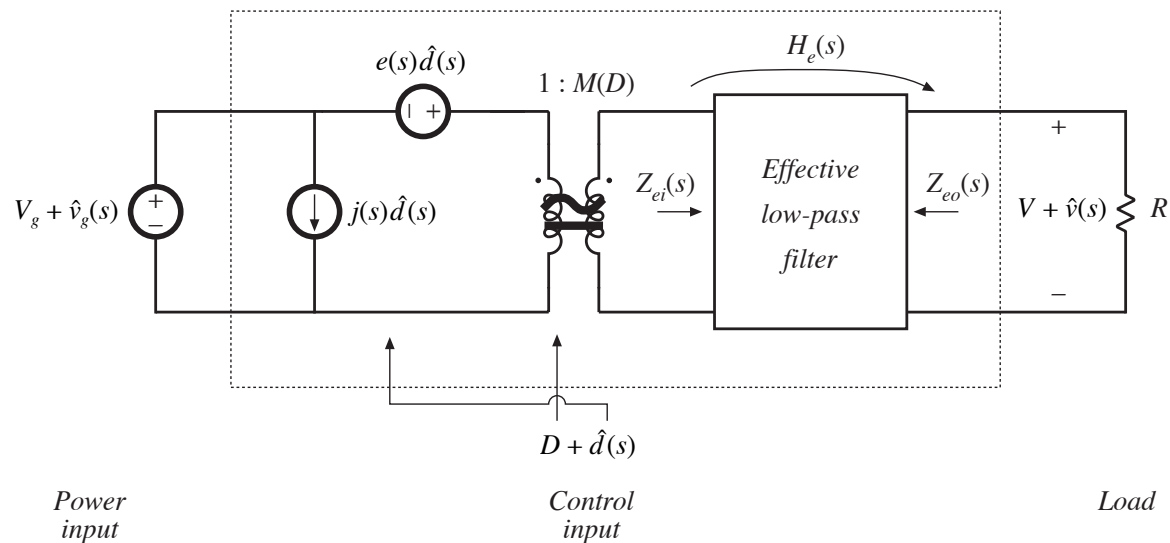 H_e(s)
e(s)d̂(s)
1 : M(D)
+
–
+
Effective
low-pass
filter
Z_ei(s)
Z_eo(s)
V_g + v̂_g(s)
+
–
j(s)d̂(s)
V + v̂(s)
R
–
D + d̂(s)
Power
input
Control
input
Load